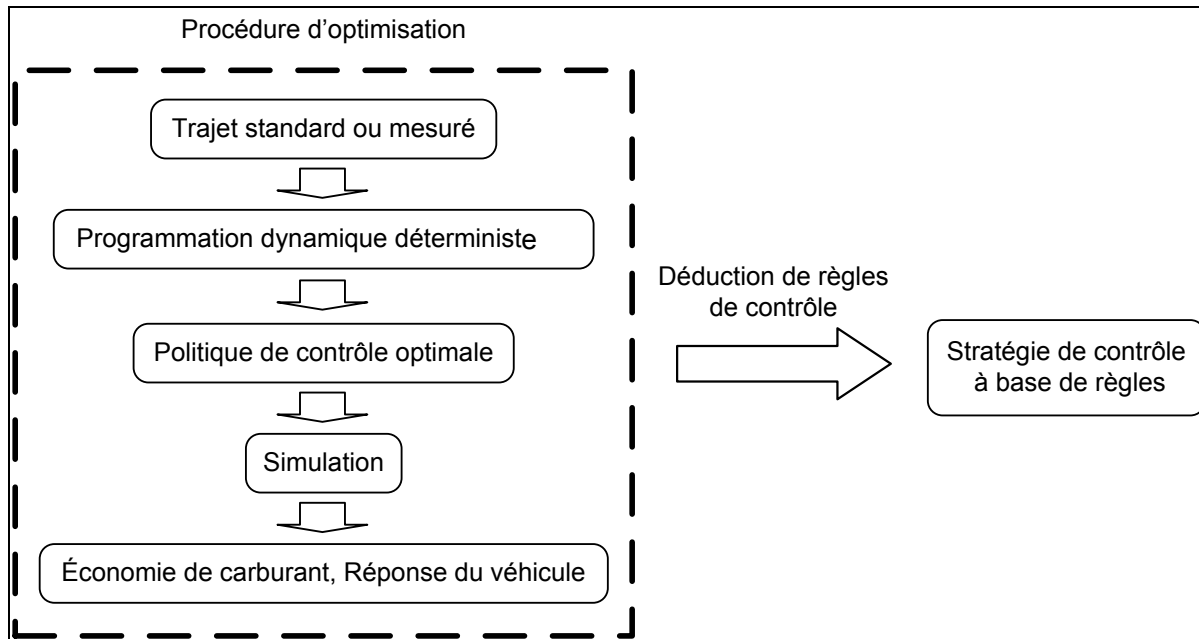 Procédure d’optimisation
Trajet standard ou mesuré
Programmation dynamique déterministe
Politique de contrôle optimale
Simulation
Économie de carburant, Réponse du véhicule
Déduction de règles
de contrôle
Stratégie de contrôle
à base de règles